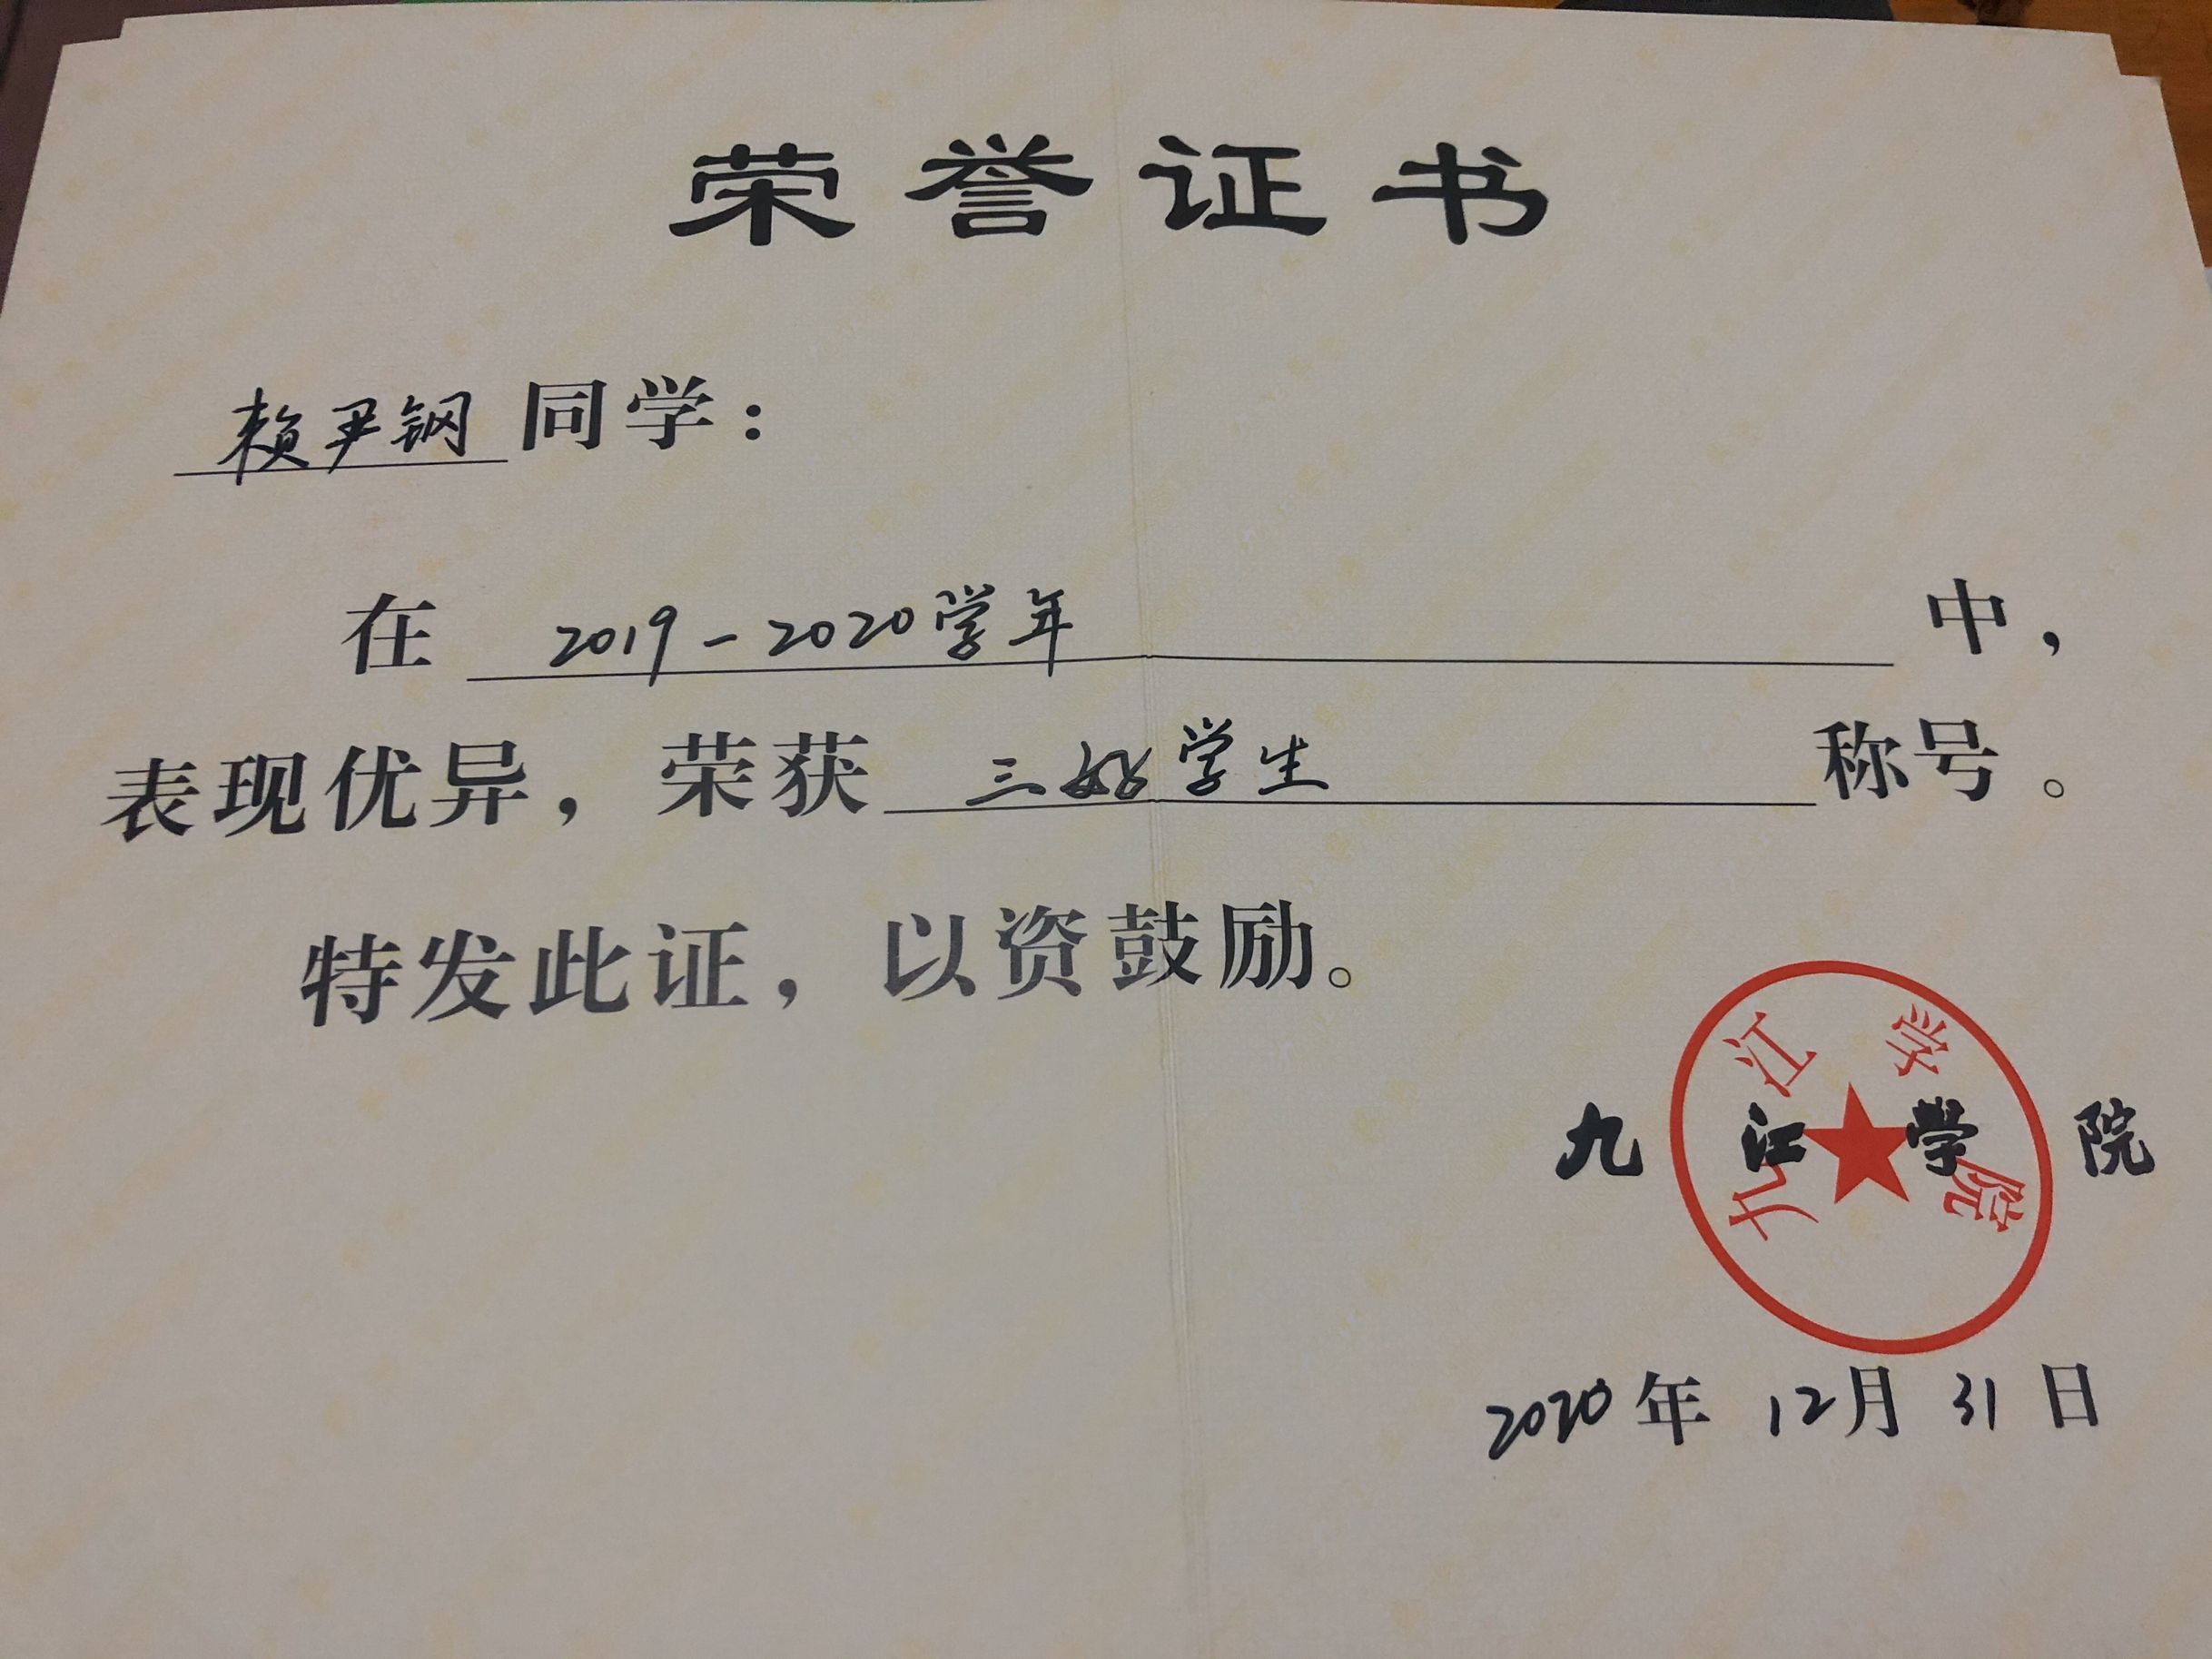 荣誉证书
赖尹钢同学：
在 2019-2020学年 中，
表现优异，荣获 三好学生 称号。
特发此证，以资鼓励。
九江学院
九江学院
2020年12月31日